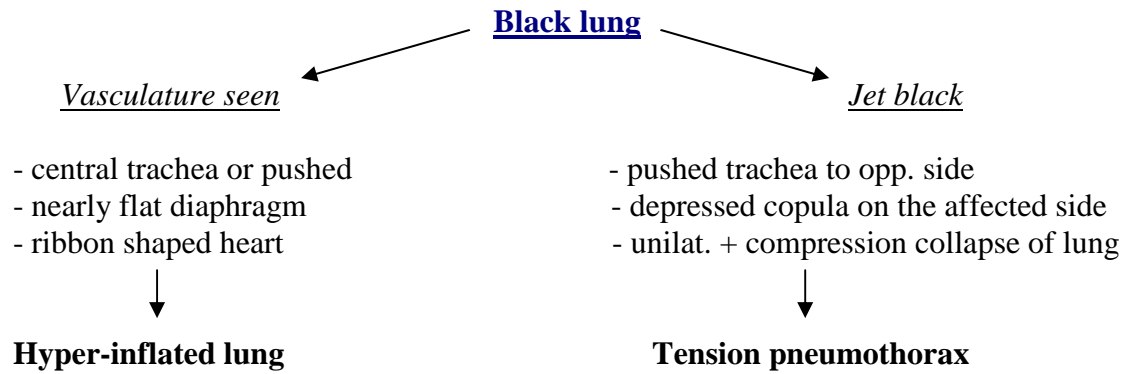 Black lung
Vasculature seen
Jet black
- central trachea or pushed
- nearly flat diaphragm
- ribbon shaped heart
- pushed trachea to opp. side
- depressed copula on the affected side
- unilat. + compression collapse of lung
Hyper-inflated lung
Tension pneumothorax